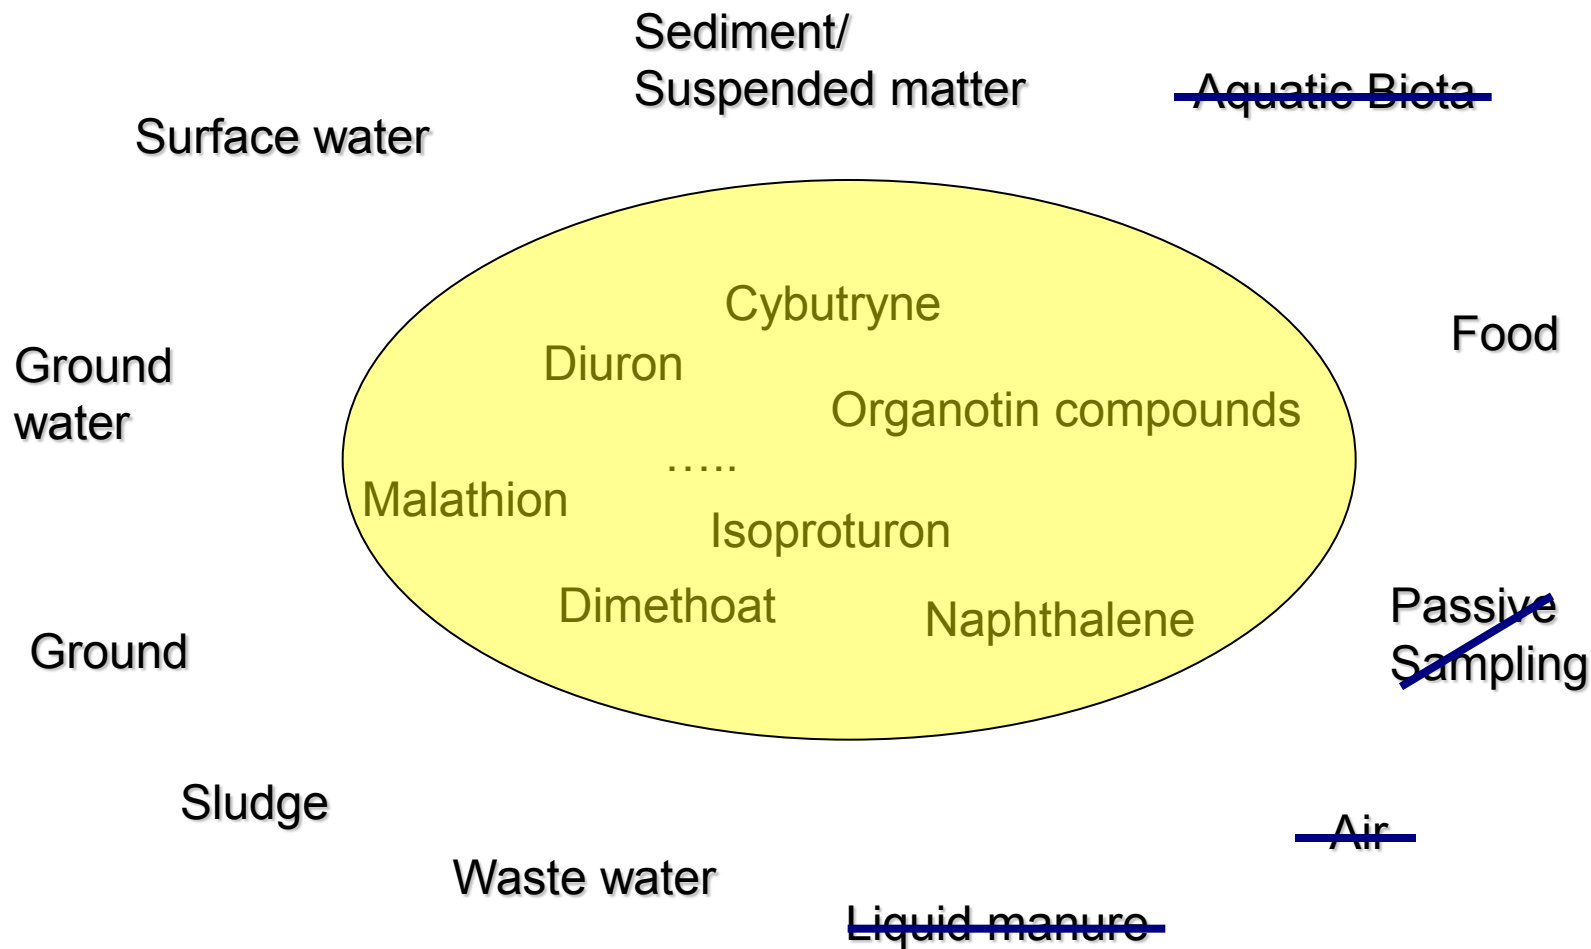 Sediment/
Suspended matter
Aquatic Biota
Surface water
Cybutryne
Food
Ground
water
Diuron
Organotin compounds
.....
Malathion
Isoproturon
Dimethoat
Naphthalene
Passive
Sampling
Ground
Sludge
Air
Waste water
Liquid manure